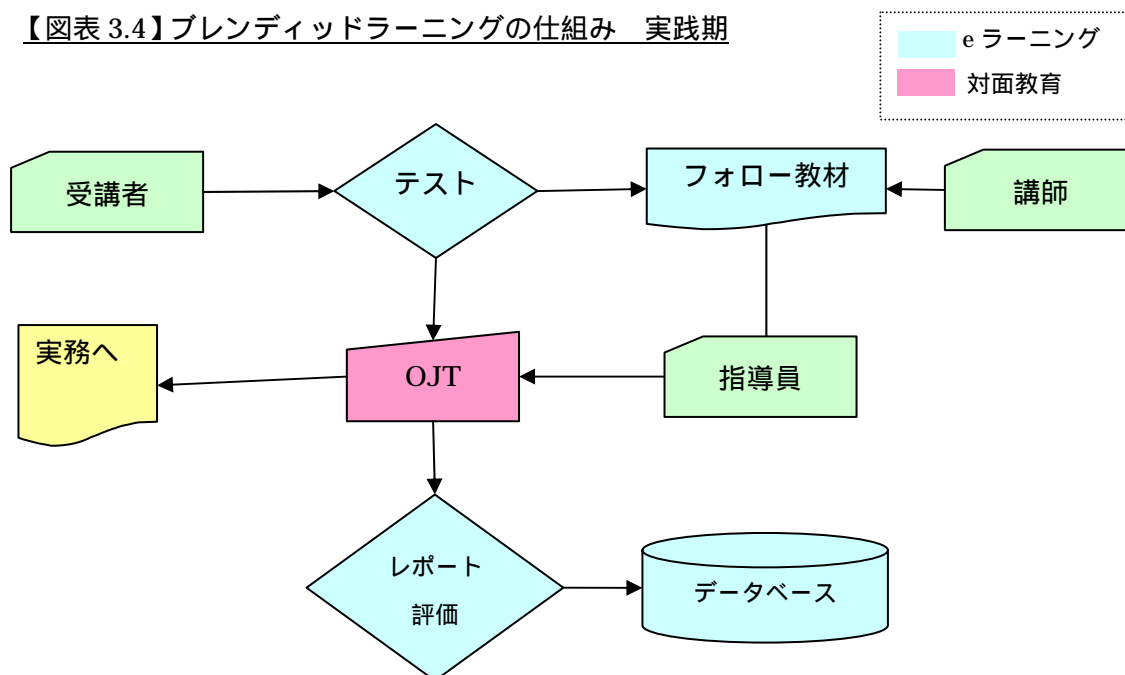 【図表 3.4】ブレンディッドラーニングの仕組み　実践期
e ラーニング
対面教育
受講者
テスト
フォロー教材
講師
実務へ
OJT
指導員
レポート
評価
データベース